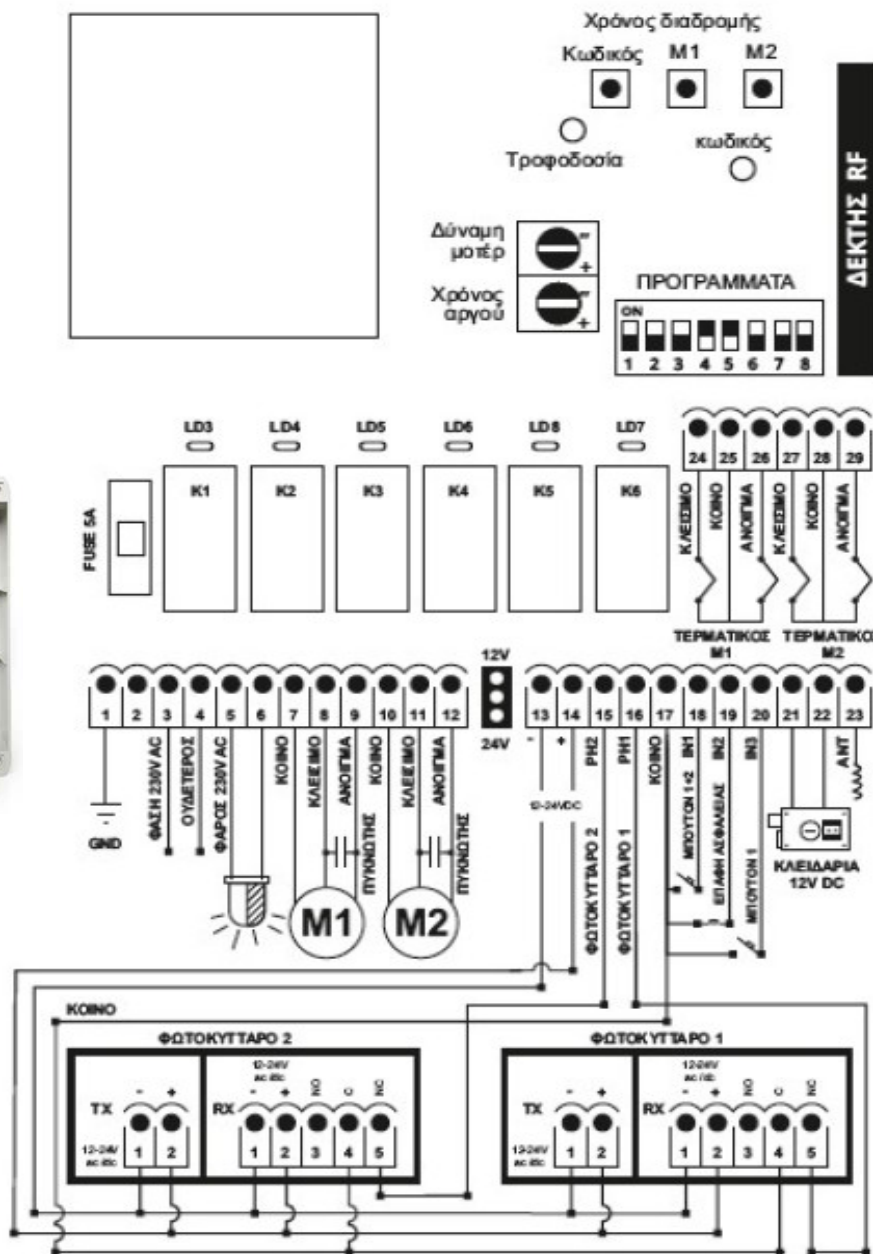 Χρόνος διαδρομής
Κωδικός M1 M2
Τροφοδοσία
κωδικός
ΔΕΚΤΗΣ RF
Δύναμη
μοτέρ
Χρόνος
αργού
- +
- +
ΠΡΟΓΡΑΜΜΑΤΑ
ON
1 2 3 4 5 6 7 8
LD3 LD4 LD5 LD6 LD8 LD7
K1 K2 K3 K4 K5 K6
FUSE 5A
24 25 26 27 28 29
ΚΛΕΙΣΙΜΟ
ΚΟΙΝΟ
ΑΝΟΙΓΜΑ
ΚΛΕΙΣΙΜΟ
ΚΟΙΝΟ
ΑΝΟΙΓΜΑ
ΤΕΡΜΑΤΙΚΟΣ
M1
ΤΕΡΜΑΤΙΚΟΣ
M2
12V
24V
1 2 3 4 5 6 7 8 9 10 11 12
13 14 15 16 17 18 19 20 21 22 23
GND
ΦΑΣΗ 230V AC
ΟΥΔΕΤΕΡΟΣ
ΦΑΡΟΣ 230V AC
ΚΟΙΝΟ
ΚΛΕΙΣΙΜΟ
ΑΝΟΙΓΜΑ
ΠΥΚΝΩΤΗΣ
ΚΟΙΝΟ
ΚΛΕΙΣΙΜΟ
ΑΝΟΙΓΜΑ
ΠΥΚΝΩΤΗΣ
M1 M2
- +
12-24VDC
PH2
ΦΩΤΟΚΥΤΤΑΡΟ 2
PH1
ΦΩΤΟΚΥΤΤΑΡΟ 1
ΚΟΙΝΟ
IN1
ΜΠΟΥΤΟΝ 1+2
IN2
ΕΠΑΦΗ ΑΣΦΑΛΕΙΑΣ
IN3
ΜΠΟΥΤΟΝ 1
ANT
ΚΛΕΙΔΑΡΙΑ
12V DC
ΚΟΙΝΟ
ΦΩΤΟΚΥΤΤΑΡΟ 2
12-24V
ac /dc
TX - +
RX - + NO C NC
12-24V
ac /dc
1 2
1 2 3 4 5
ΦΩΤΟΚΥΤΤΑΡΟ 1
12-24V
ac /dc
TX - +
RX - + NO C NC
12-24V
ac /dc
1 2
1 2 3 4 5